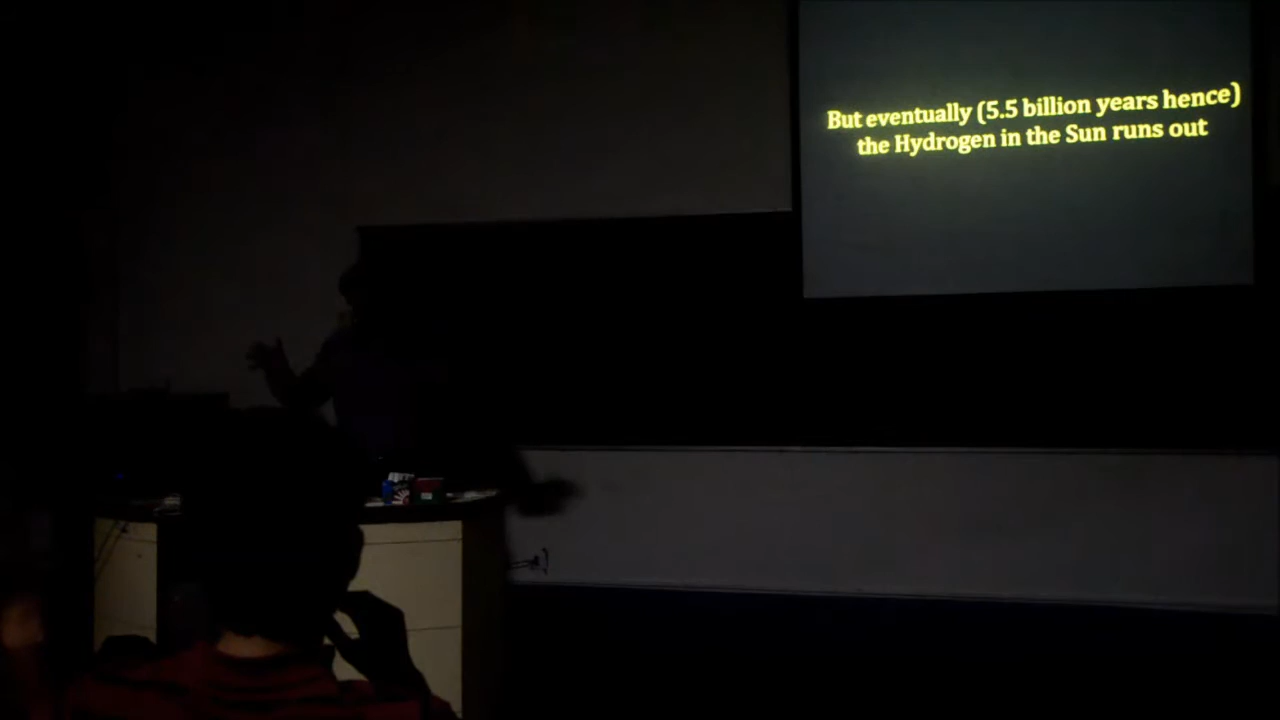 But eventually (5.5 billion years hence)
the Hydrogen in the Sun runs out